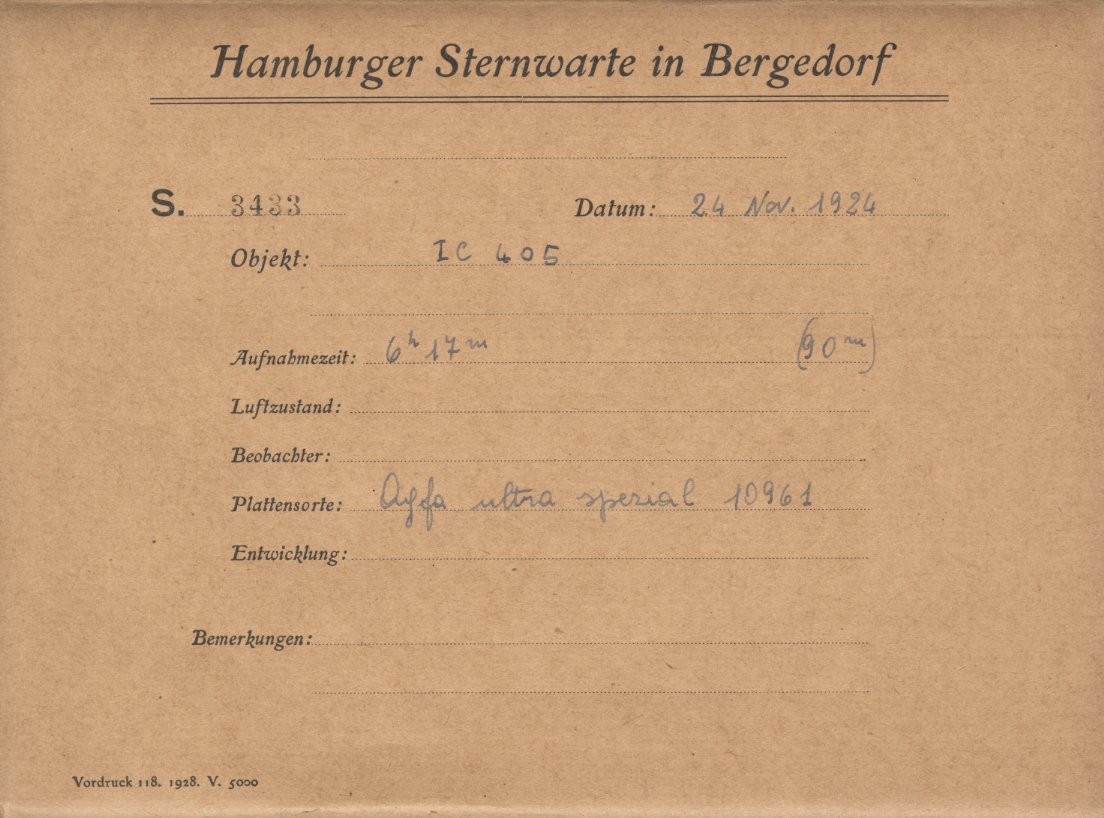 Hamburger Sternwarte in Bergedorf
S. 3433 Datum: 24 Nov. 1924
Objekt: IC 405
Aufnahmezeit: 6h 17m (90m)
Luftzustand:
Beobachter:
Plattensorte: Agfa ultra spezial 10961
Entwicklung:
Bemerkungen:
Vordruck 118. 1928. V. 5000